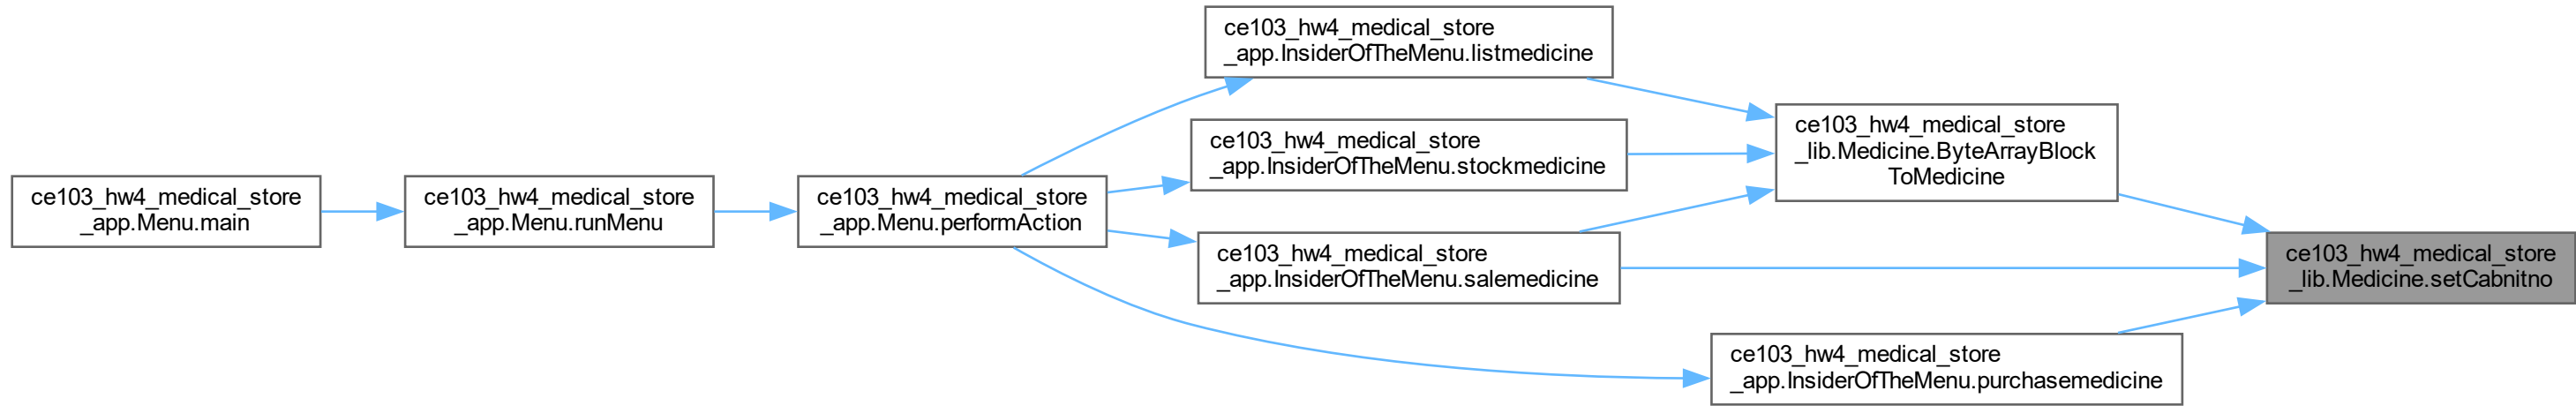 ce103_hw4_medical_store
_app.Menu.main
ce103_hw4_medical_store
_app.Menu.runMenu
ce103_hw4_medical_store
_app.Menu.performAction
ce103_hw4_medical_store
_app.InsiderOfTheMenu.listmedicine
ce103_hw4_medical_store
_app.InsiderOfTheMenu.stockmedicine
ce103_hw4_medical_store
_app.InsiderOfTheMenu.salemedicine
ce103_hw4_medical_store
_app.InsiderOfTheMenu.purchasemedicine
ce103_hw4_medical_store
_lib.Medicine.ByteArrayBlock
ToMedicine
ce103_hw4_medical_store
_lib.Medicine.setCabnitno